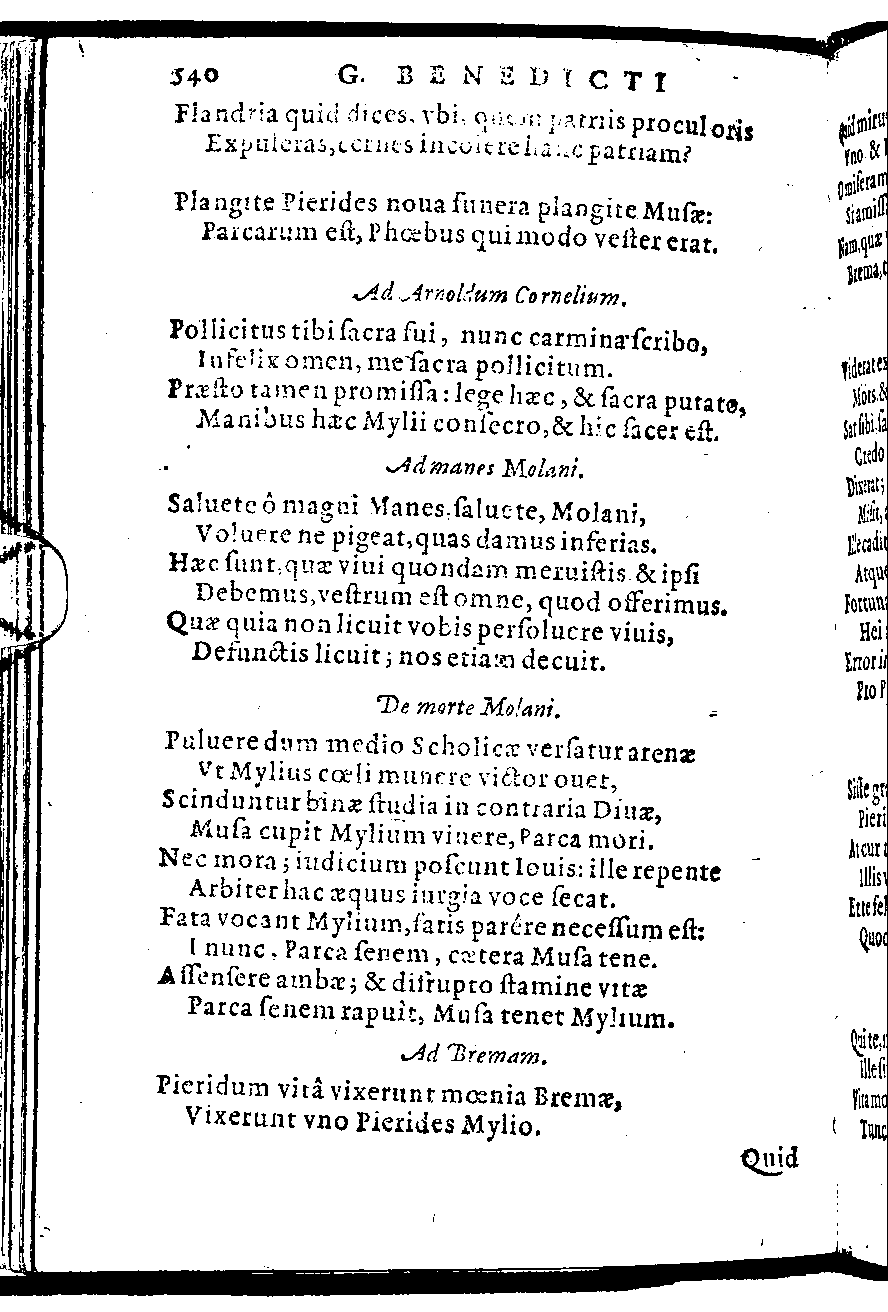 540 G. BENEDICTI
Flandria quid dices, vbi, quem patriis procul oris
Expuleras, cernes incolere hanc patriam?
Plangite Pierides noua funera plangite Musæ:
Parcarum est, Phœbus qui modo vester erat.
Ad Arnoldum Cornelium.
Pollicitus tibi sacra fui, nunc carmina scribo,
Infelix omen, me sacra pollicitum.
Præsto tamen promissa: lege hæc, & sacra putato,
Manibus hæc Mylii consecro, & hic sacer est.
Ad manes Molani.
Saluete ô magni Manes, saluete, Molani,
Voluere ne pigeat, quas damus inferias.
Hæc sunt, quæ viui quondam meruistis & ipsi
Debemus, vestrum est omne, quod offerimus.
Quæ quia non licuit vobis persoluere viuis,
Defunctis licuit; nos etiam decuit.
De morte Molani.
Puluere dum medio Scholicæ versatur arenæ
Vt Mylius cœli munere victor ouet,
Scinduntur binæ studia in contraria Diuæ,
Musa cupit Mylium viuere, Parca mori.
Nec mora; iudicium poscunt Iouis: ille repente
Arbiter hac æquus iurgia voce secat.
Fata vocant Mylium, fatis parêre necessum est:
I nunc, Parca senem, cætera Musa tene.
Assensere ambæ; & disrupto stamine vitæ
Parca senem rapuit, Musa tenet Mylium.
Ad Bremam.
Pieridum vitâ vixerunt mœnia Bremæ,
Vixerunt vno Pierides Mylio.
Quid